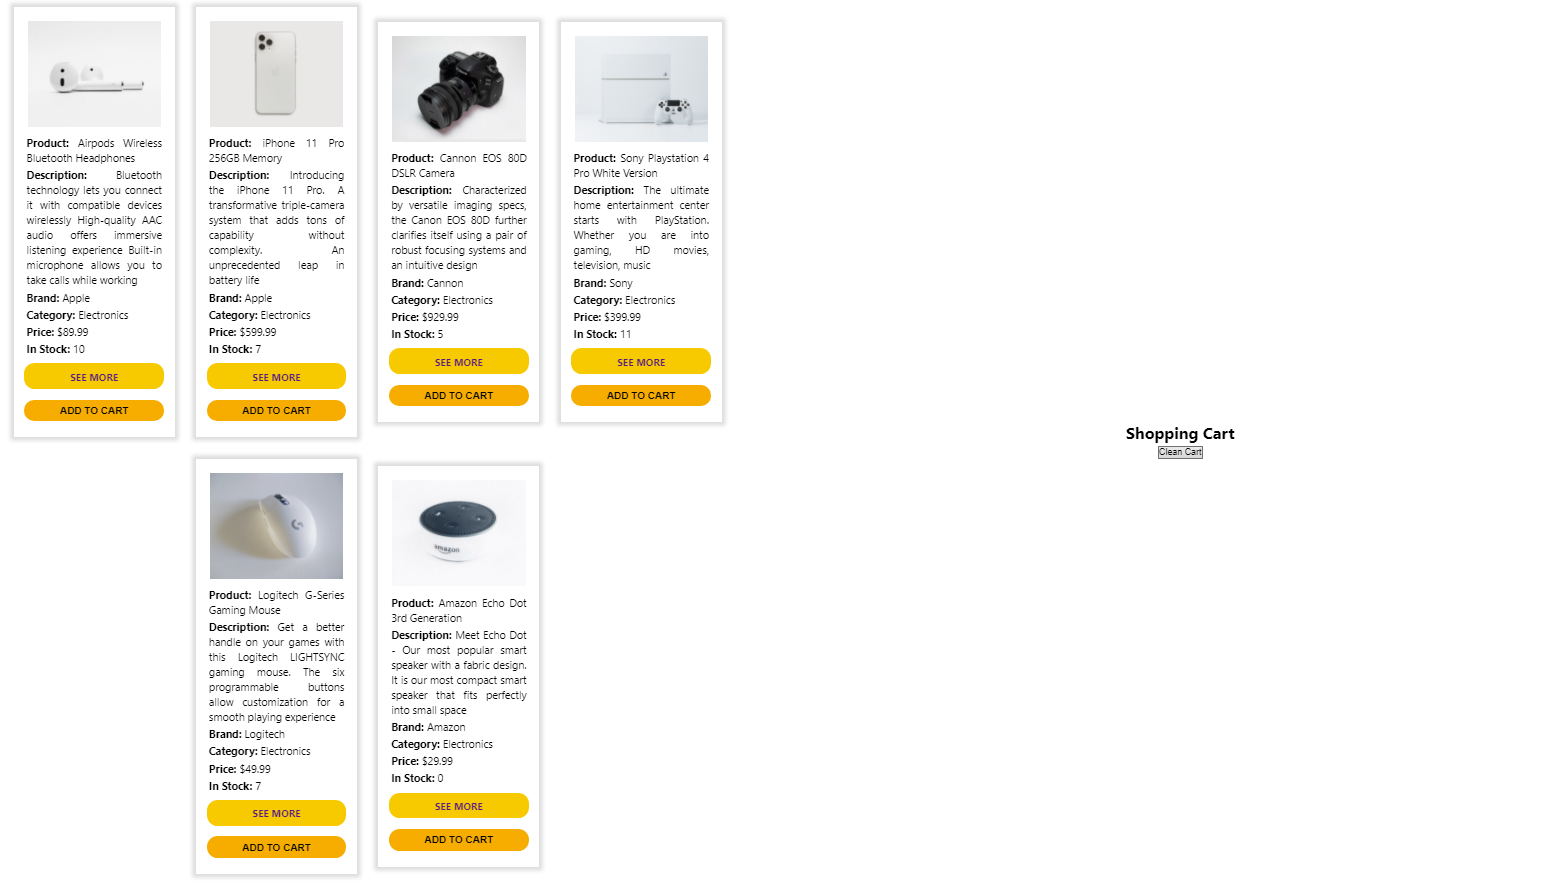 Product: Airpods Wireless
Bluetooth Headphones
Description: Bluetooth
technology lets you connect
it with compatible devices
wirelessly High-quality AAC
audio offers immersive
listening experience Built-in
microphone allows you to
take calls while working
Brand: Apple
Category: Electronics
Price: $89.99
In Stock: 10
SEE MORE
ADD TO CART
Product: iPhone 11 Pro
256GB Memory
Description: Introducing
the iPhone 11 Pro. A
transformative triple-camera
system that adds tons of
capability without
complexity. An
unprecedented leap in
battery life
Brand: Apple
Category: Electronics
Price: $599.99
In Stock: 7
SEE MORE
ADD TO CART
Product: Cannon EOS 80D
DSLR Camera
Description: Characterized
by versatile imaging specs,
the Canon EOS 80D further
clarifies itself using a pair of
robust focusing systems and
an intuitive design
Brand: Cannon
Category: Electronics
Price: $929.99
In Stock: 5
SEE MORE
ADD TO CART
Product: Sony Playstation 4
Pro White Version
Description: The ultimate
home entertainment center
starts with PlayStation.
Whether you are into
gaming, HD movies,
television, music
Brand: Sony
Category: Electronics
Price: $399.99
In Stock: 11
SEE MORE
ADD TO CART
Product: Logitech G-Series
Gaming Mouse
Description: Get a better
handle on your games with
this Logitech LIGHTSYNC
gaming mouse. The six
programmable buttons
allow customization for a
smooth playing experience
Brand: Logitech
Category: Electronics
Price: $49.99
In Stock: 7
SEE MORE
ADD TO CART
amazon
Product: Amazon Echo Dot
3rd Generation
Description: Meet Echo Dot
- Our most popular smart
speaker with a fabric design.
It is our most compact smart
speaker that fits perfectly
into small space
Brand: Amazon
Category: Electronics
Price: $29.99
In Stock: 0
SEE MORE
ADD TO CART
Shopping Cart
Clean Cart